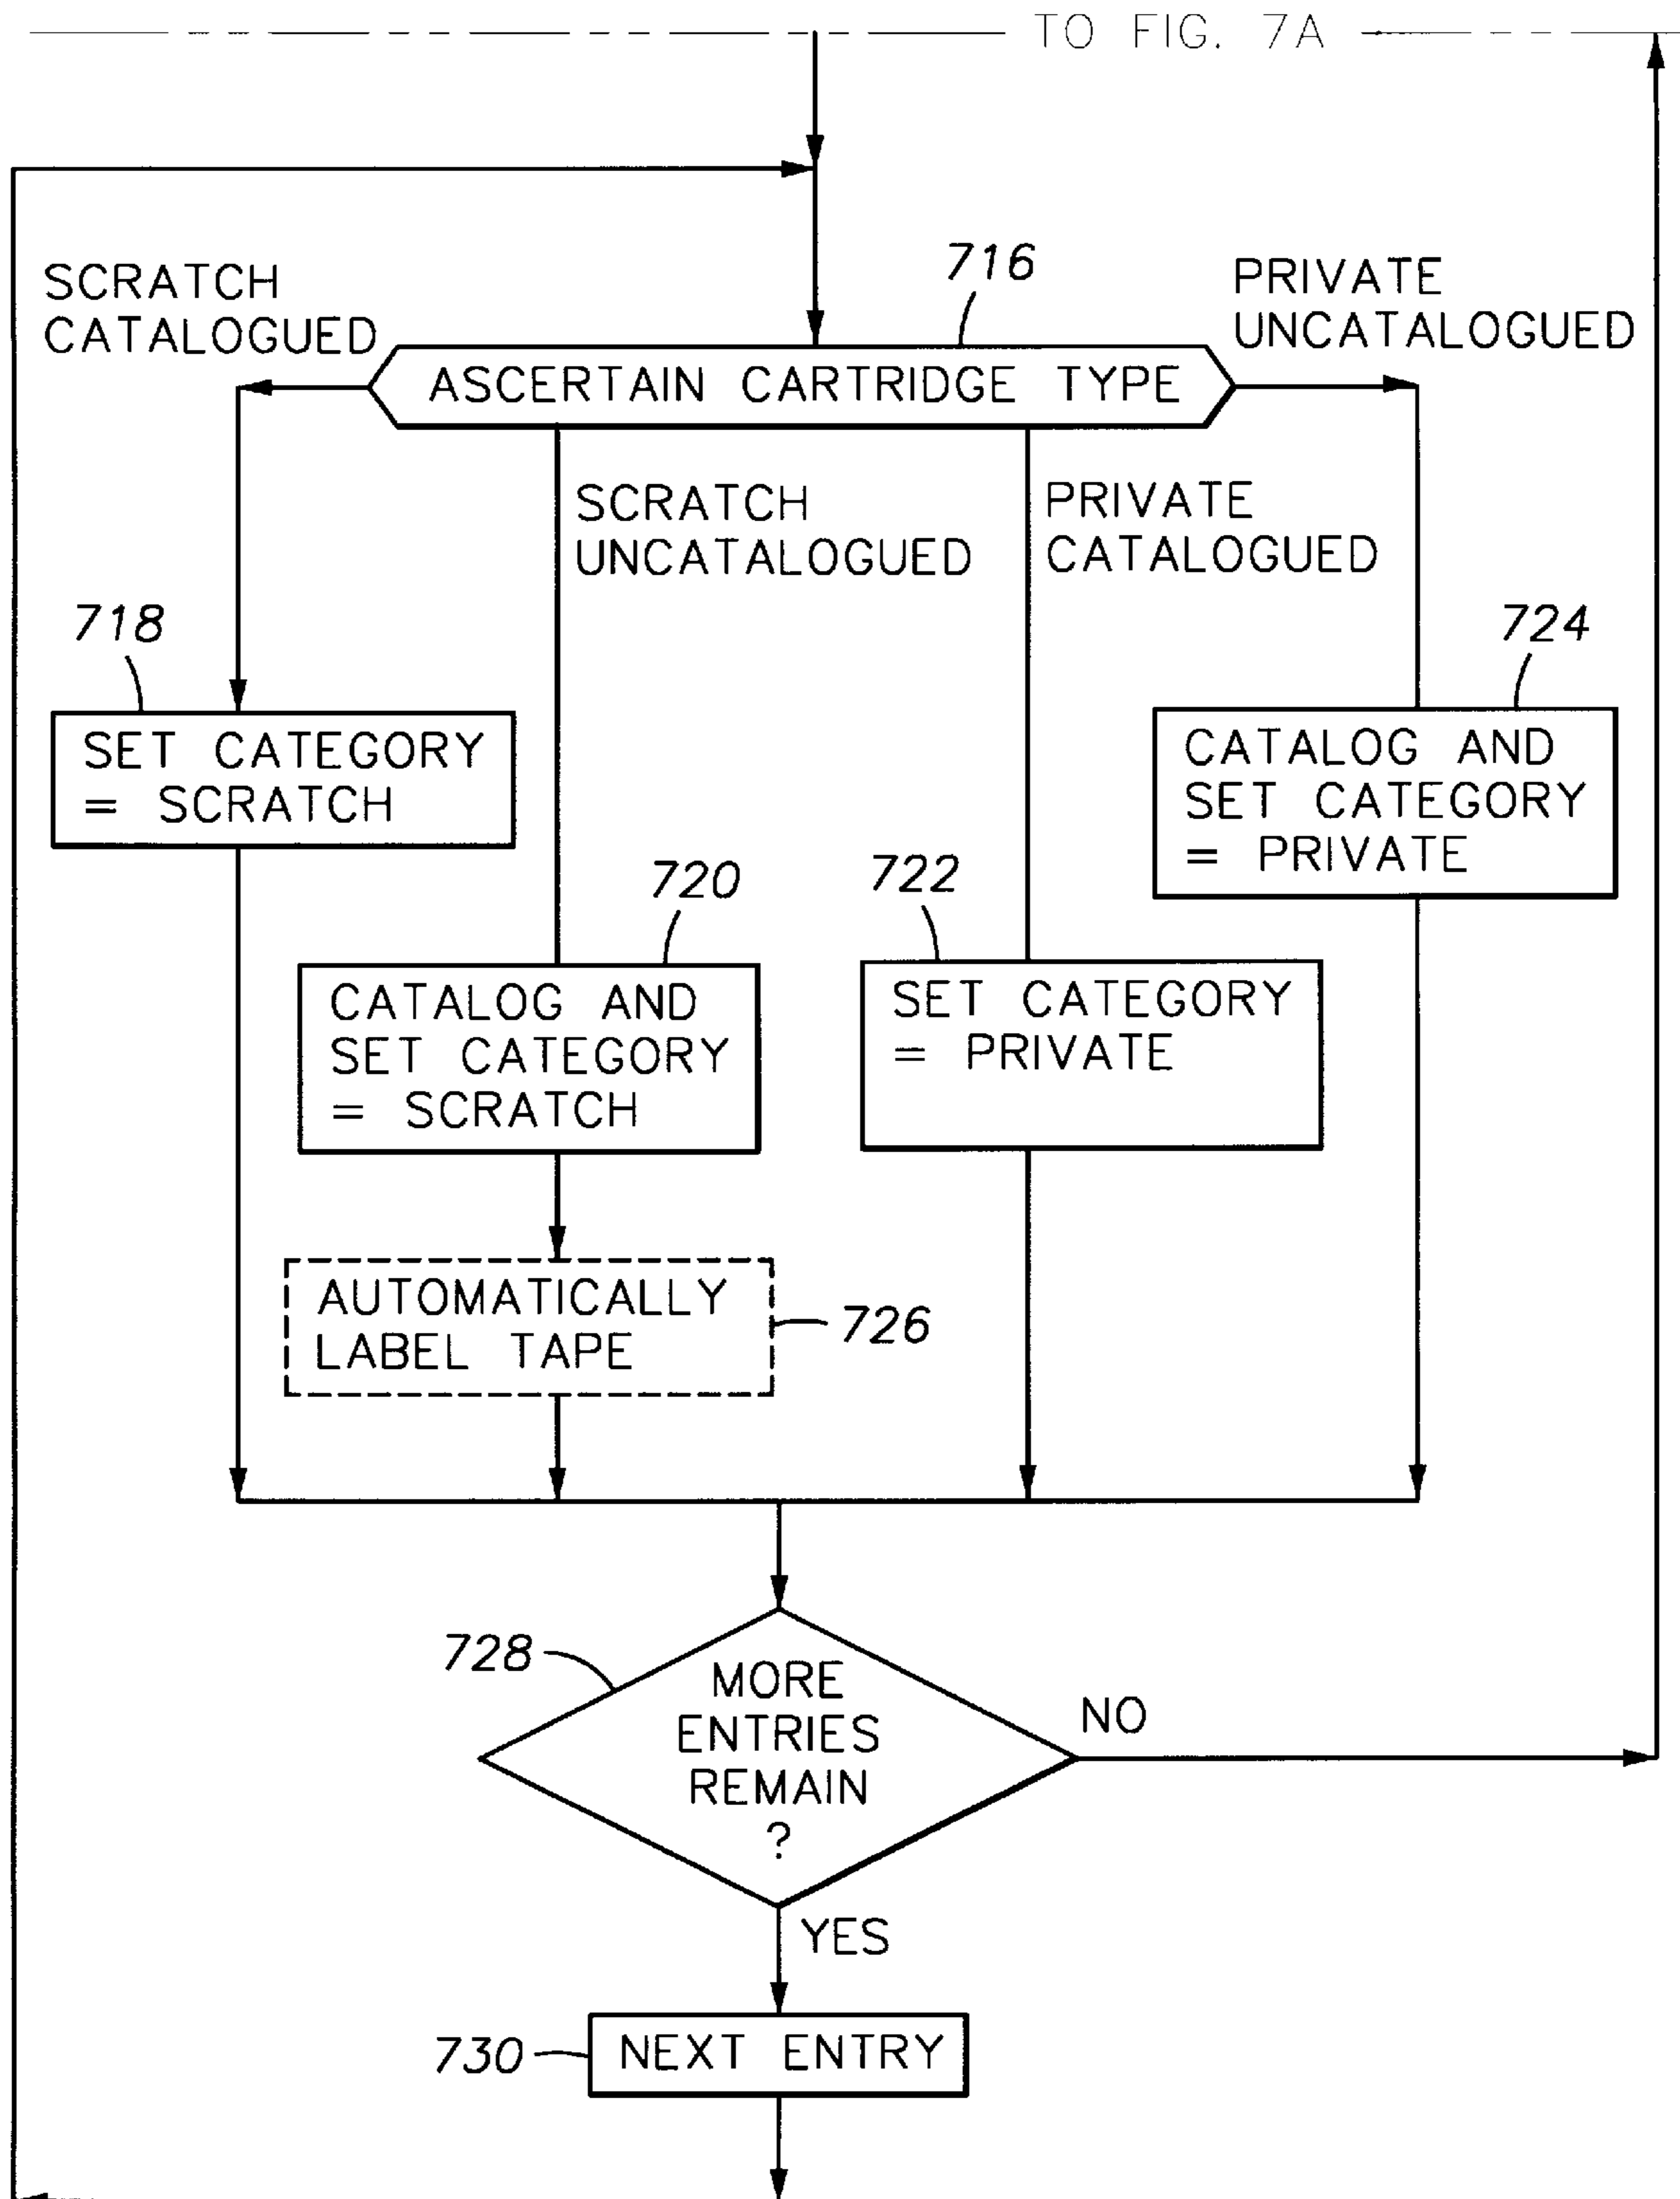 TO FIG. 7A
716
SCRATCH
CATALOGUED
PRIVATE
UNCATALOGUED
ASCERTAIN CARTRIDGE TYPE
SCRATCH
UNCATALOGUED
PRIVATE
CATALOGUED
718
724
SET CATEGORY
= SCRATCH
CATALOG AND
SET CATEGORY
= PRIVATE
720
722
CATALOG AND
SET CATEGORY
= SCRATCH
SET CATEGORY
= PRIVATE
AUTOMATICALLY
LABEL TAPE
726
728
MORE
ENTRIES
REMAIN
?
NO
YES
730
NEXT ENTRY